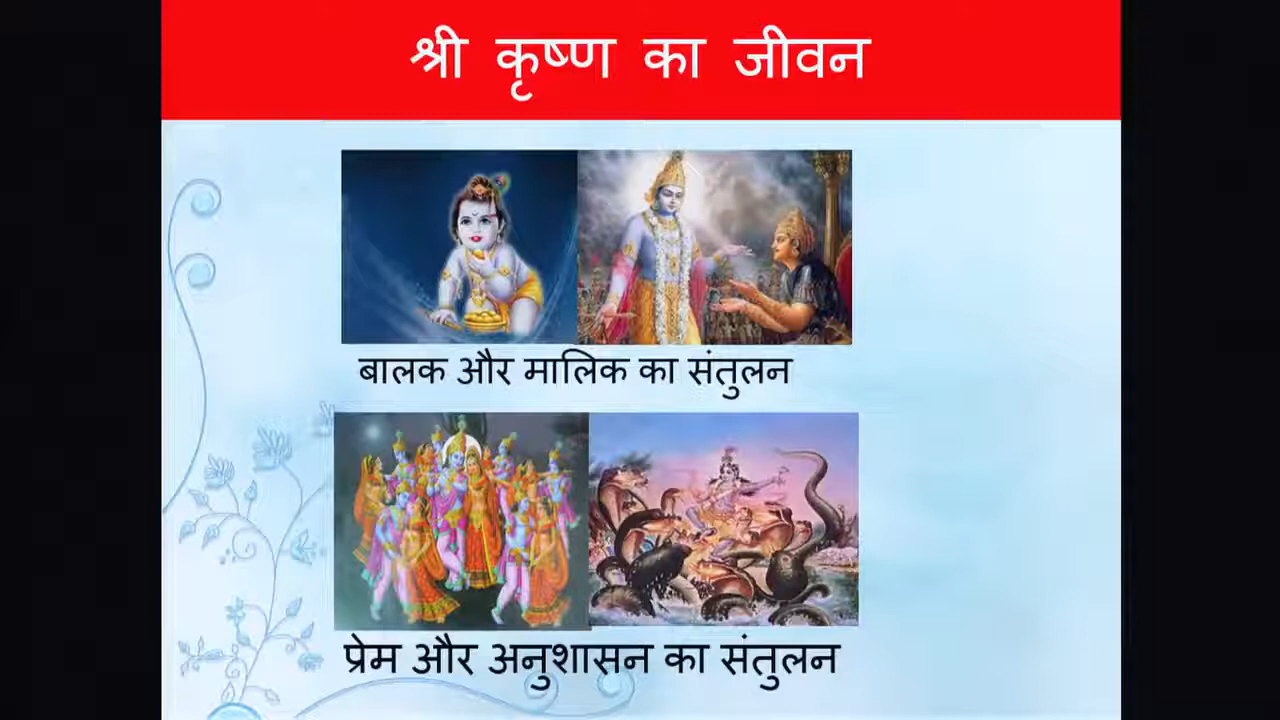 श्री कृष्ण का जीवन
बालक और मालिक का संतुलन
प्रेम और अनुशासन का संतुलन